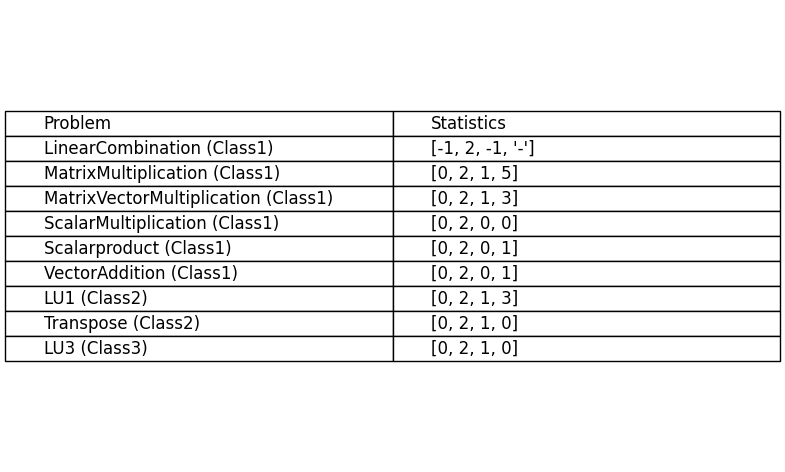 Problem Statistics
LinearCombination (Class1) [-1, 2, -1, '-']
MatrixMultiplication (Class1) [0, 2, 1, 5]
MatrixVectorMultiplication (Class1) [0, 2, 1, 3]
ScalarMultiplication (Class1) [0, 2, 0, 0]
Scalarproduct (Class1) [0, 2, 0, 1]
VectorAddition (Class1) [0, 2, 0, 1]
LU1 (Class2) [0, 2, 1, 3]
Transpose (Class2) [0, 2, 1, 0]
LU3 (Class3) [0, 2, 1, 0]